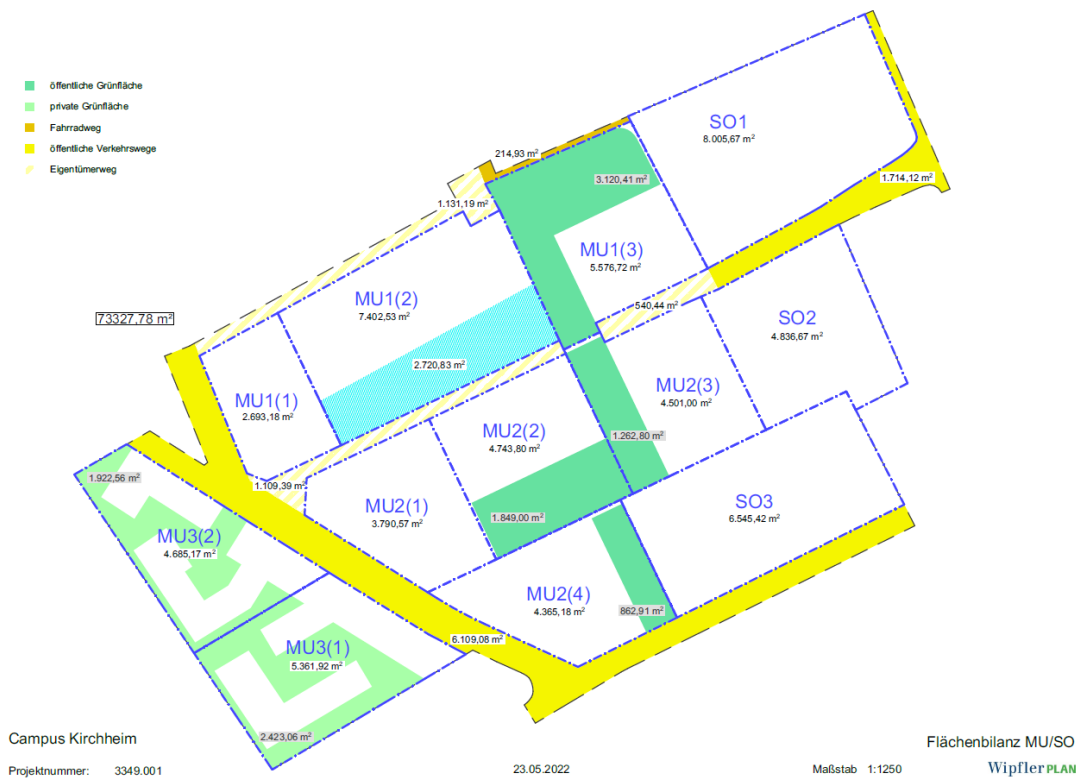 öffentliche Grünfläche
private Grünfläche
Fahrradweg
öffentliche Verkehrswege
Eigentümerweg
SO1
8.005,67 m²
214,93 m²
3.120,41 m²
1.714,12 m²
1.131,19 m²
MU1(3)
5.576,72 m²
MU1(2)
7.402,53 m²
540,44 m²
73327,78 m²
SO2
4.836,67 m²
2.720,83 m²
MU2(3)
4.501,00 m²
MU1(1)
2.693,18 m²
MU2(2)
4.743,80 m²
1.262,80 m²
1.922,56 m²
1.109,39 m²
MU2(1)
3.790,57 m²
SO3
6.545,42 m²
1.849,00 m²
MU3(2)
4.685,17 m²
MU2(4)
4.365,18 m²
862,91 m²
6.109,08 m²
MU3(1)
5.361,92 m²
2.423,06 m²
Campus Kirchheim
Flächenbilanz MU/SO
Projektnummer: 3349.001
23.05.2022
Maßstab 1:1250
WipflerPLAN